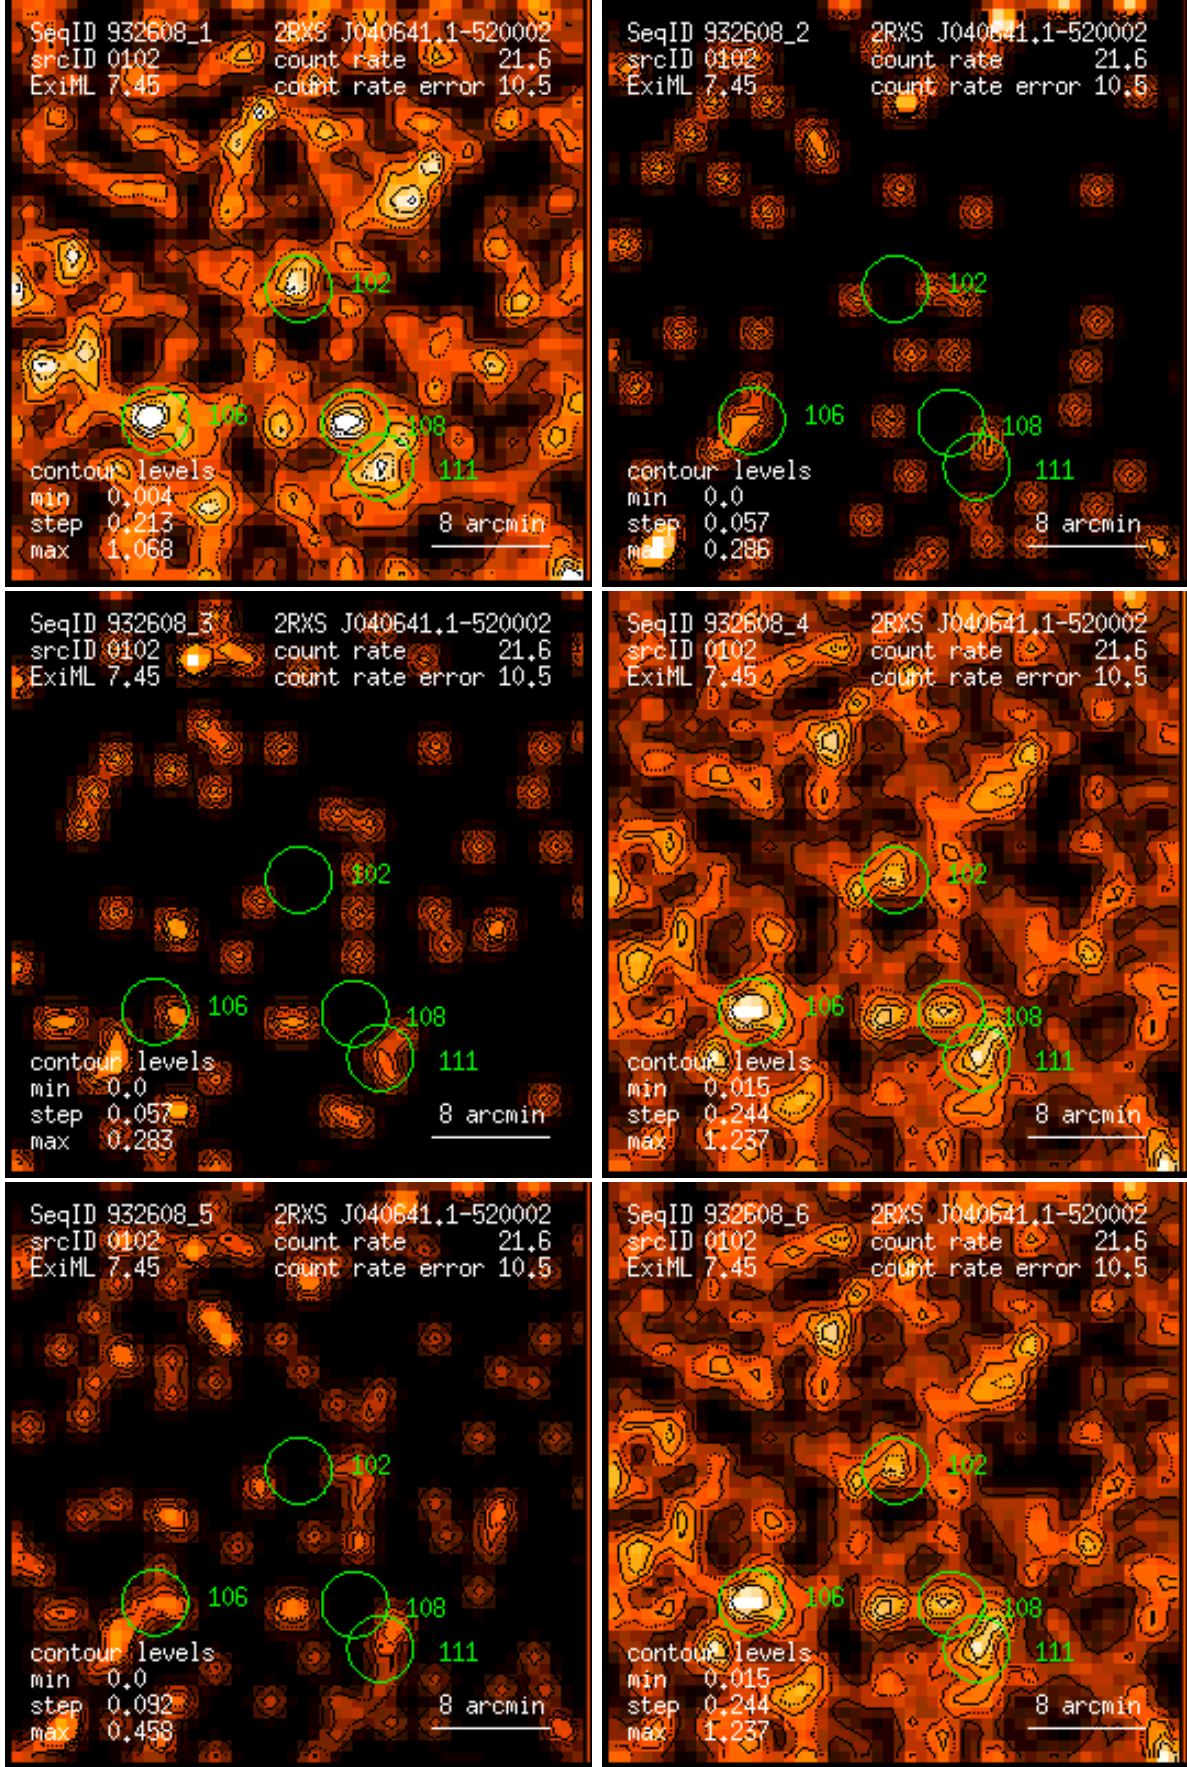 SeqID 932608_1 2RXS J040641.1-520002
srcID 0102 count rate 21.6
ExiML 7.45 count rate error 10.5
102
106
108
111
contour levels
min 0.004
step 0.213
max 1.068
8 arcmin
SeqID 932608_2 2RXS J040641.1-520002
srcID 0102 count rate 21.6
ExiML 7.45 count rate error 10.5
102
106
108
111
contour levels
min 0.0
step 0.057
max 0.286
8 arcmin
SeqID 932608_3 2RXS J040641.1-520002
srcID 0102 count rate 21.6
ExiML 7.45 count rate error 10.5
102
106
108
111
contour levels
min 0.0
step 0.057
max 0.283
8 arcmin
SeqID 932608_4 2RXS J040641.1-520002
srcID 0102 count rate 21.6
ExiML 7.45 count rate error 10.5
102
106
108
111
contour levels
min 0.015
step 0.244
max 1.237
8 arcmin
SeqID 932608_5 2RXS J040641.1-520002
srcID 0102 count rate 21.6
ExiML 7.45 count rate error 10.5
102
106
108
111
contour levels
min 0.0
step 0.092
max 0.458
8 arcmin
SeqID 932608_6 2RXS J040641.1-520002
srcID 0102 count rate 21.6
ExiML 7.45 count rate error 10.5
102
106
108
111
contour levels
min 0.015
step 0.244
max 1.237
8 arcmin